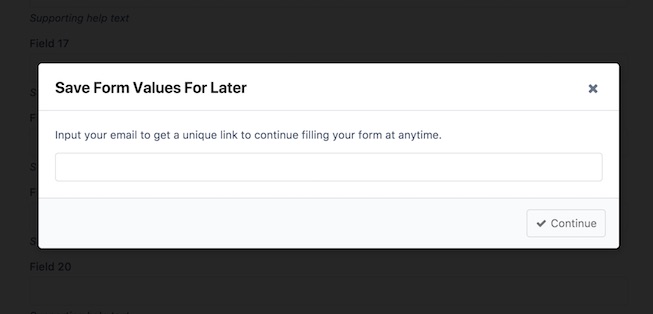 Supporting help text
Field 17
Save Form Values For Later
Input your email to get a unique link to continue filling your form at anytime.
Continue
Field 20